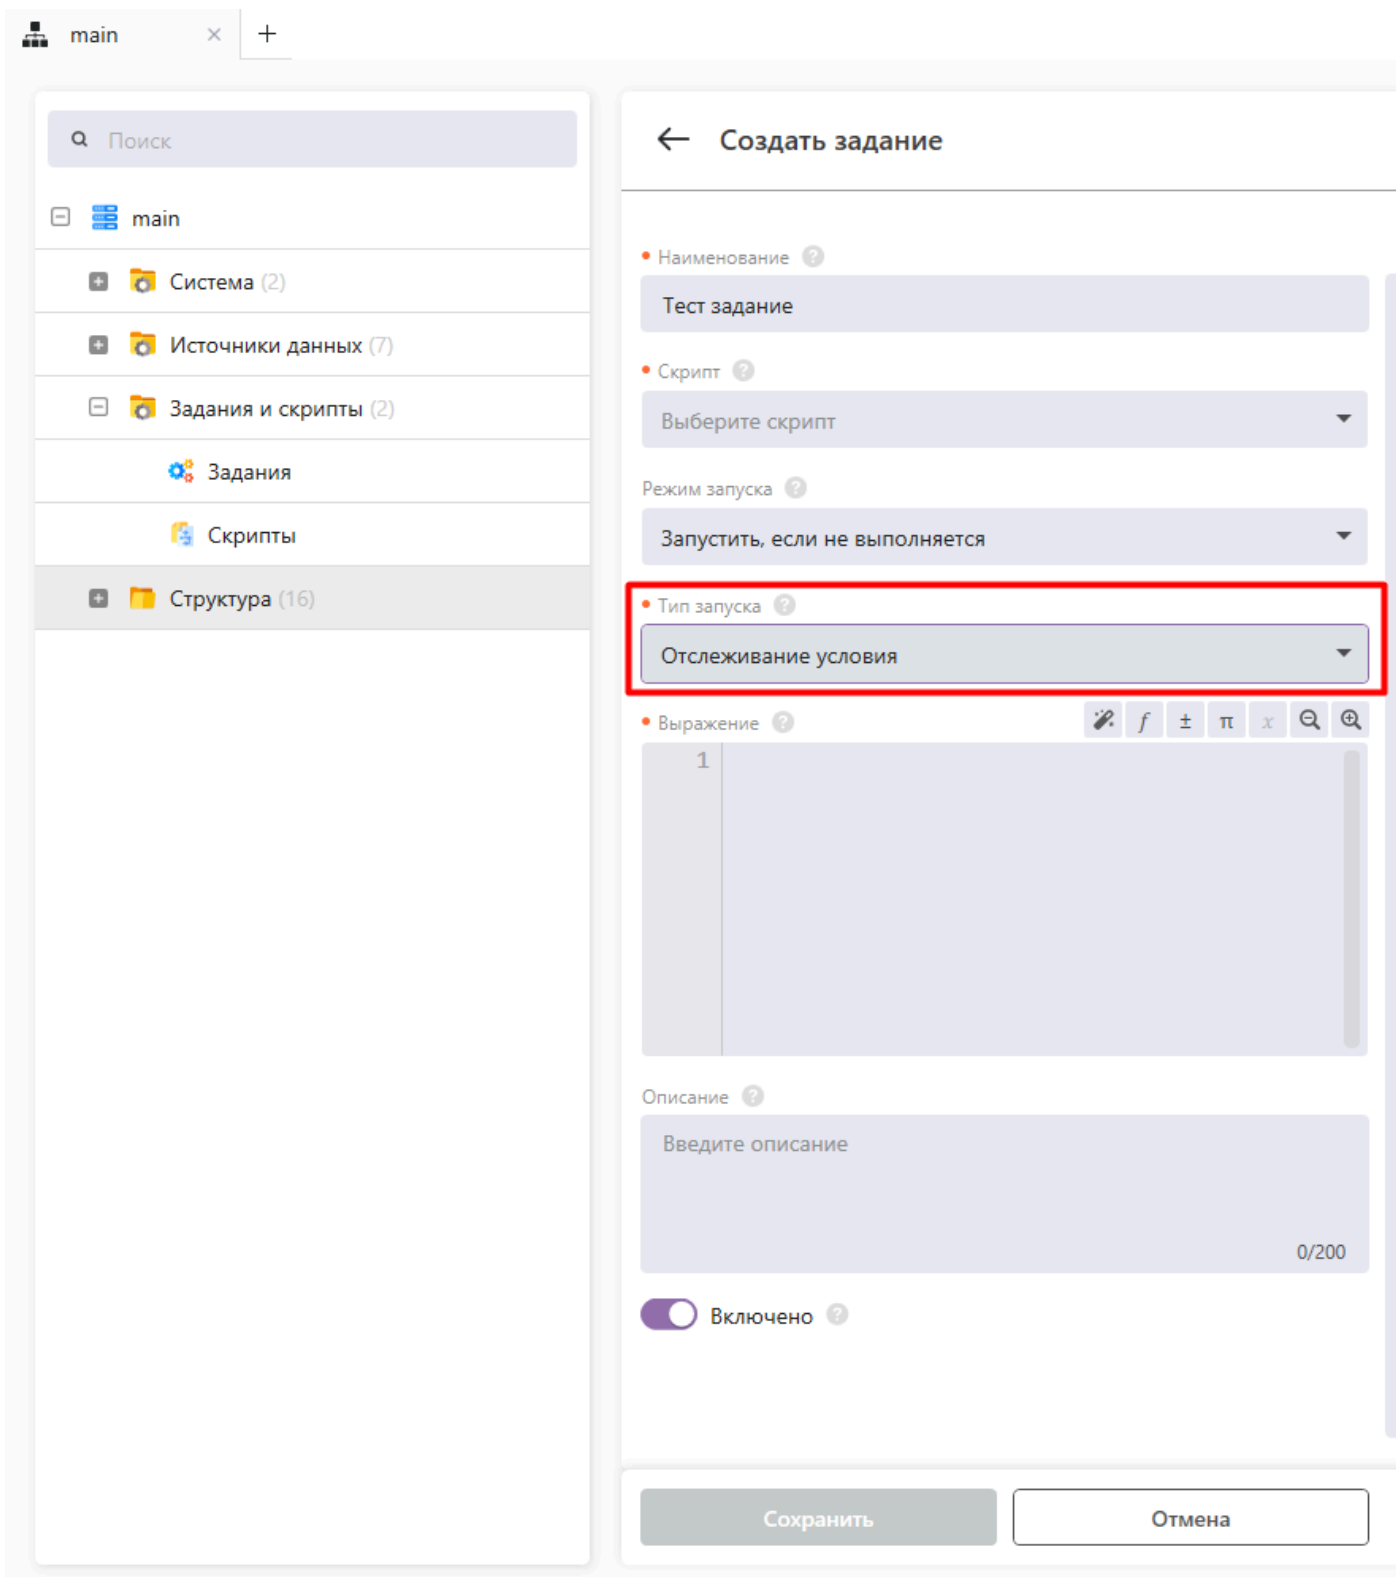 main
Поиск
main
Система (2)
Источники данных (7)
Задания и скрипты (2)
Задания
Скрипты
Структура (16)
Создать задание
Наименование
Тест задание
Скрипт
Выберите скрипт
Режим запуска
Запустить, если не выполняется
Тип запуска
Отслеживание условия
Выражение
f ± π x
1
Описание
Введите описание
0/200
Включено
Сохранить
Отмена